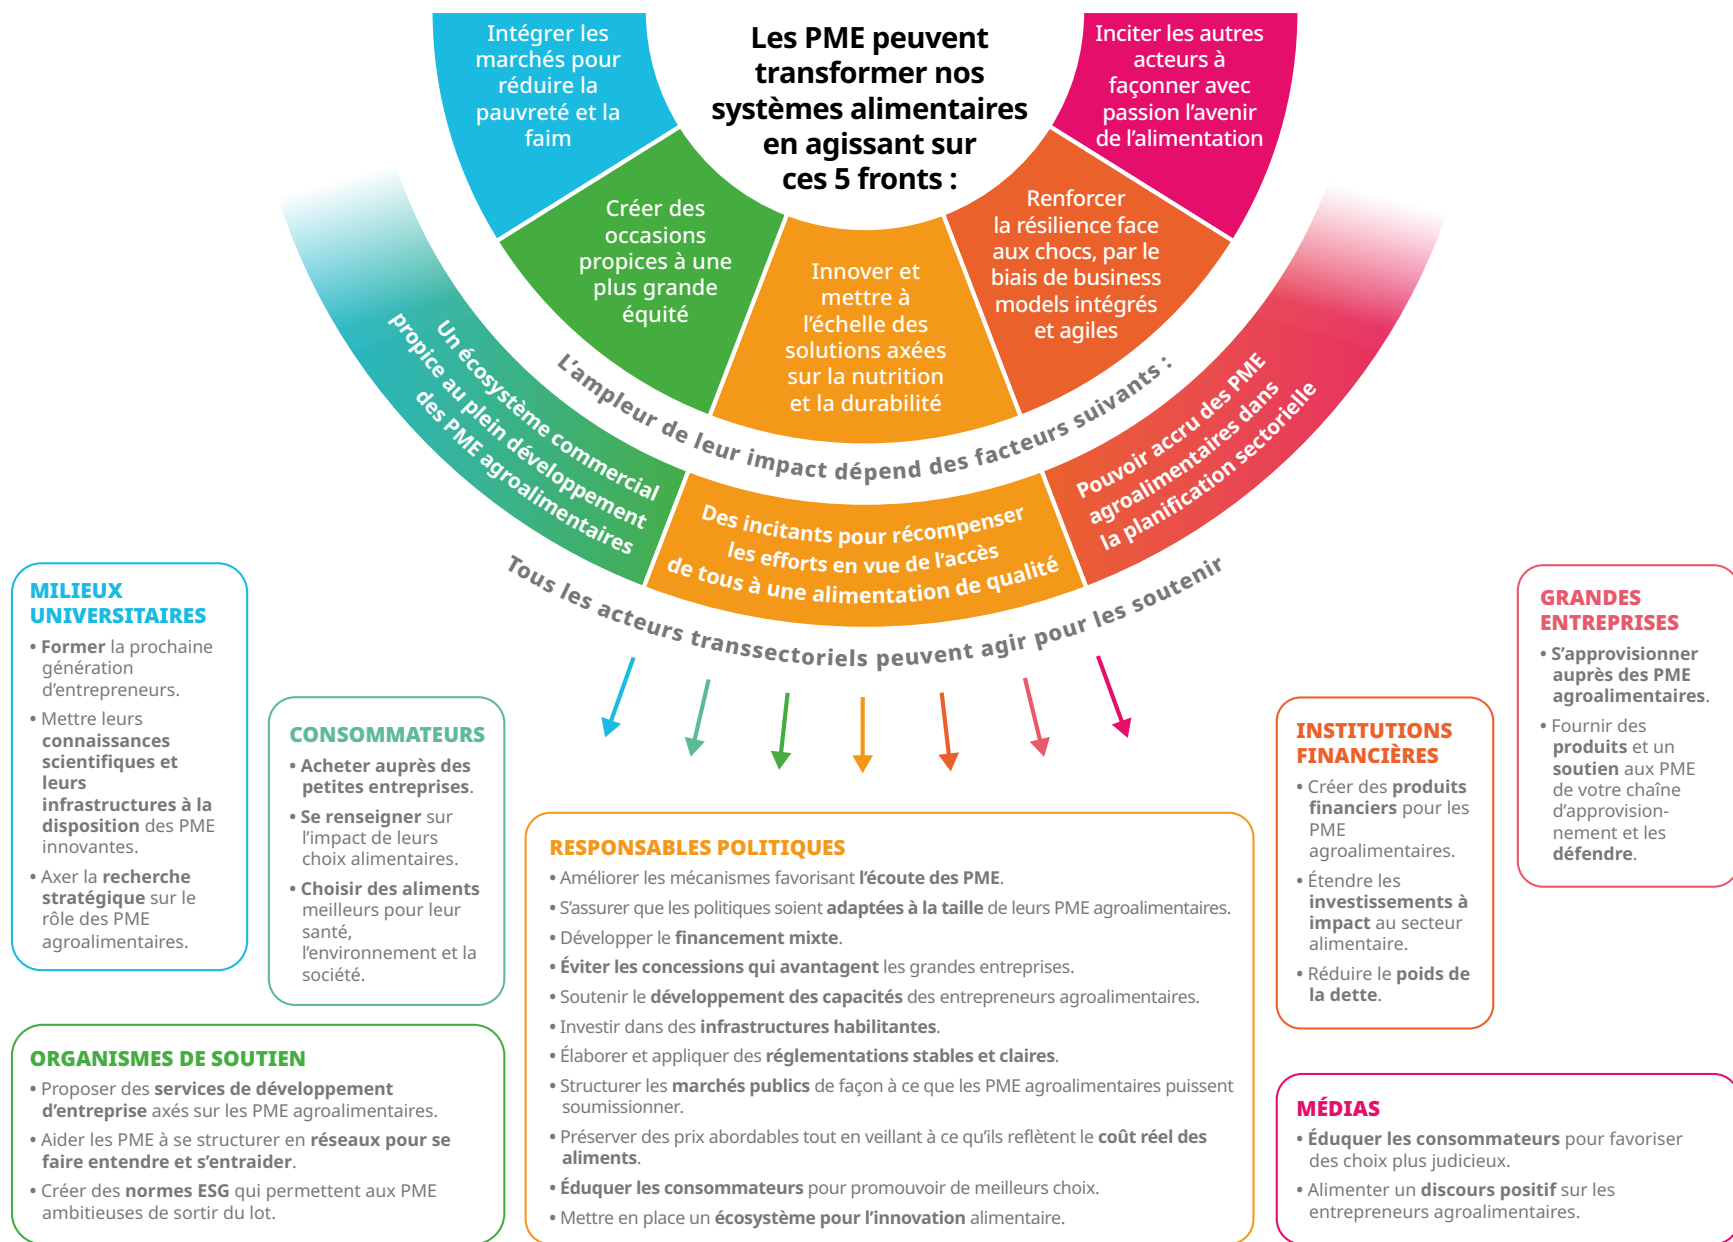 Les PME peuvent
transformer nos
systèmes alimentaires
en agissant sur
ces 5 fronts :
Intégrer les
marchés pour
réduire la
pauvreté et la
faim
Créer des
occasions
propices à une
plus grande
équité
Innover et
mettre à
l’échelle des
solutions axées
sur la nutrition
et la durabilité
Renforcer
la résilience face
aux chocs, par le
biais de business
models intégrés
et agiles
Inciter les autres
acteurs à
façonner avec
passion l’avenir
de l’alimentation
L’ampleur de leur impact dépend des facteurs suivants :
Un écosystème commercial
propice au plein développement
des PME agroalimentaires
Des incitants pour récompenser
les efforts en vue de l’accès
de tous à une alimentation de qualité
Pouvoir accru des PME
agroalimentaires dans
la planification sectorielle
Tous les acteurs transsectoriels peuvent agir pour les soutenir
MILIEUX
UNIVERSITAIRES
• Former la prochaine
génération
d’entrepreneurs.
• Mettre leurs
connaissances
scientifiques et
leurs
infrastructures à la
disposition des PME
innovantes.
• Axer la recherche
stratégique sur le
rôle des PME
agroalimentaires.
CONSOMMATEURS
• Acheter auprès des
petites entreprises.
• Se renseigner sur
l’impact de leurs
choix alimentaires.
• Choisir des aliments
meilleurs pour leur
santé,
l’environnement et la
société.
ORGANISMES DE SOUTIEN
• Proposer des services de développement
d’entreprise axés sur les PME agroalimentaires.
• Aider les PME à se structurer en réseaux pour se
faire entendre et s’entraider.
• Créer des normes ESG qui permettent aux PME
ambitieuses de sortir du lot.
RESPONSABLES POLITIQUES
• Améliorer les mécanismes favorisant l’écoute des PME.
• S’assurer que les politiques soient adaptées à la taille de leurs PME agroalimentaires.
• Développer le financement mixte.
• Éviter les concessions qui avantagent les grandes entreprises.
• Soutenir le développement des capacités des entrepreneurs agroalimentaires.
• Investir dans des infrastructures habilitantes.
• Élaborer et appliquer des réglementations stables et claires.
• Structurer les marchés publics de façon à ce que les PME agroalimentaires puissent
soumissionner.
• Préserver des prix abordables tout en veillant à ce qu’ils reflètent le coût réel des
aliments.
• Éduquer les consommateurs pour promouvoir de meilleurs choix.
• Mettre en place un écosystème pour l’innovation alimentaire.
INSTITUTIONS
FINANCIÈRES
• Créer des produits
financiers pour les
PME
agroalimentaires.
• Étendre les
investissements à
impact au secteur
alimentaire.
• Réduire le poids de
la dette.
GRANDES
ENTREPRISES
• S’approvisionner
auprès des PME
agroalimentaires.
• Fournir des
produits et un
soutien aux PME
de votre chaîne
d’approvision-
nement et les
défendre.
MÉDIAS
• Éduquer les consommateurs pour favoriser
des choix plus judicieux.
• Alimenter un discours positif sur les
entrepreneurs agroalimentaires.